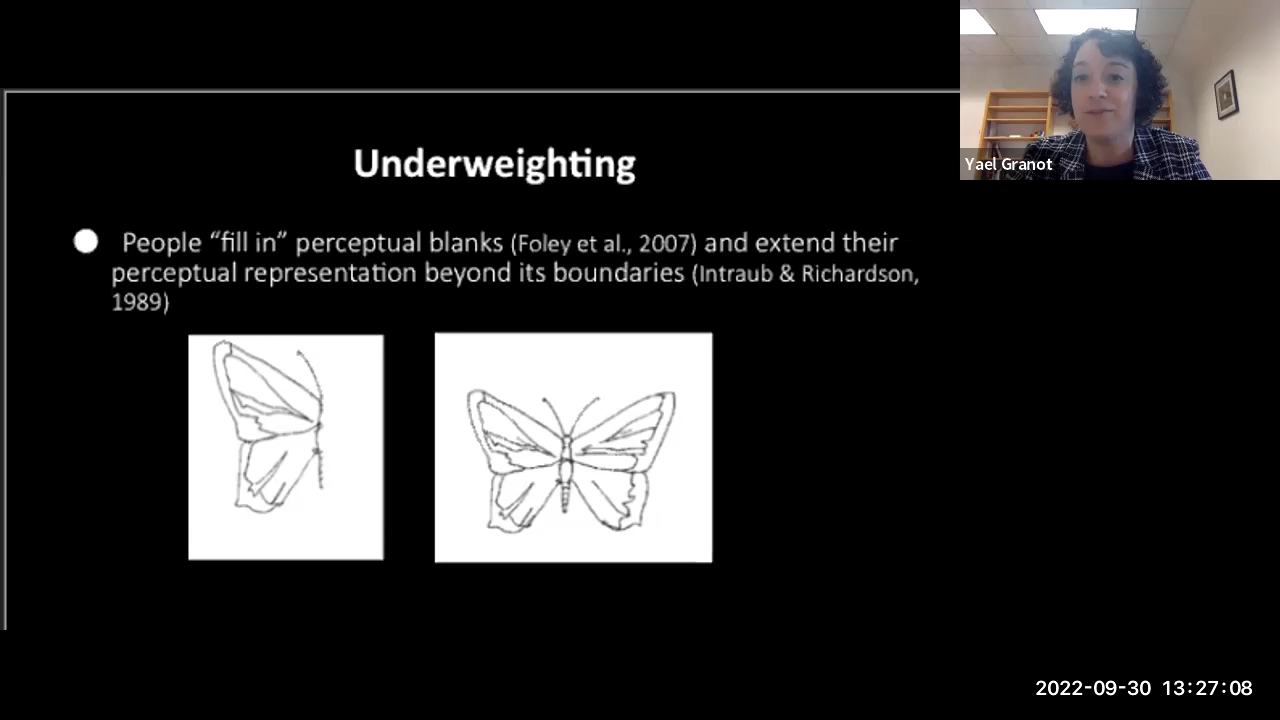 Yael Granot
Underweighting
People “fill in” perceptual blanks (Foley et al., 2007) and extend their
perceptual representation beyond its boundaries (Intraub & Richardson,
1989)
2022-09-30 13:27:08